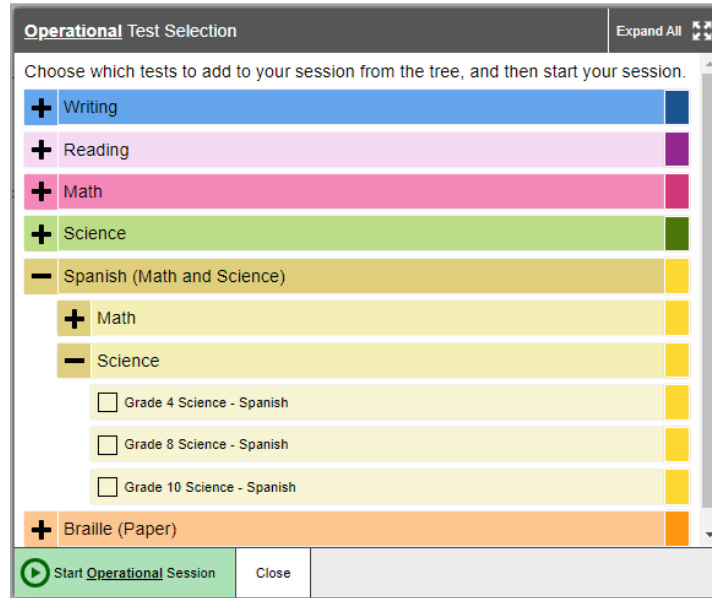 Operational Test Selection
Expand All
Choose which tests to add to your session from the tree, and then start your session.
Writing
Reading
Math
Science
Spanish (Math and Science)
Math
Science
Grade 4 Science - Spanish
Grade 8 Science - Spanish
Grade 10 Science - Spanish
Braille (Paper)
Start Operational Session
Close